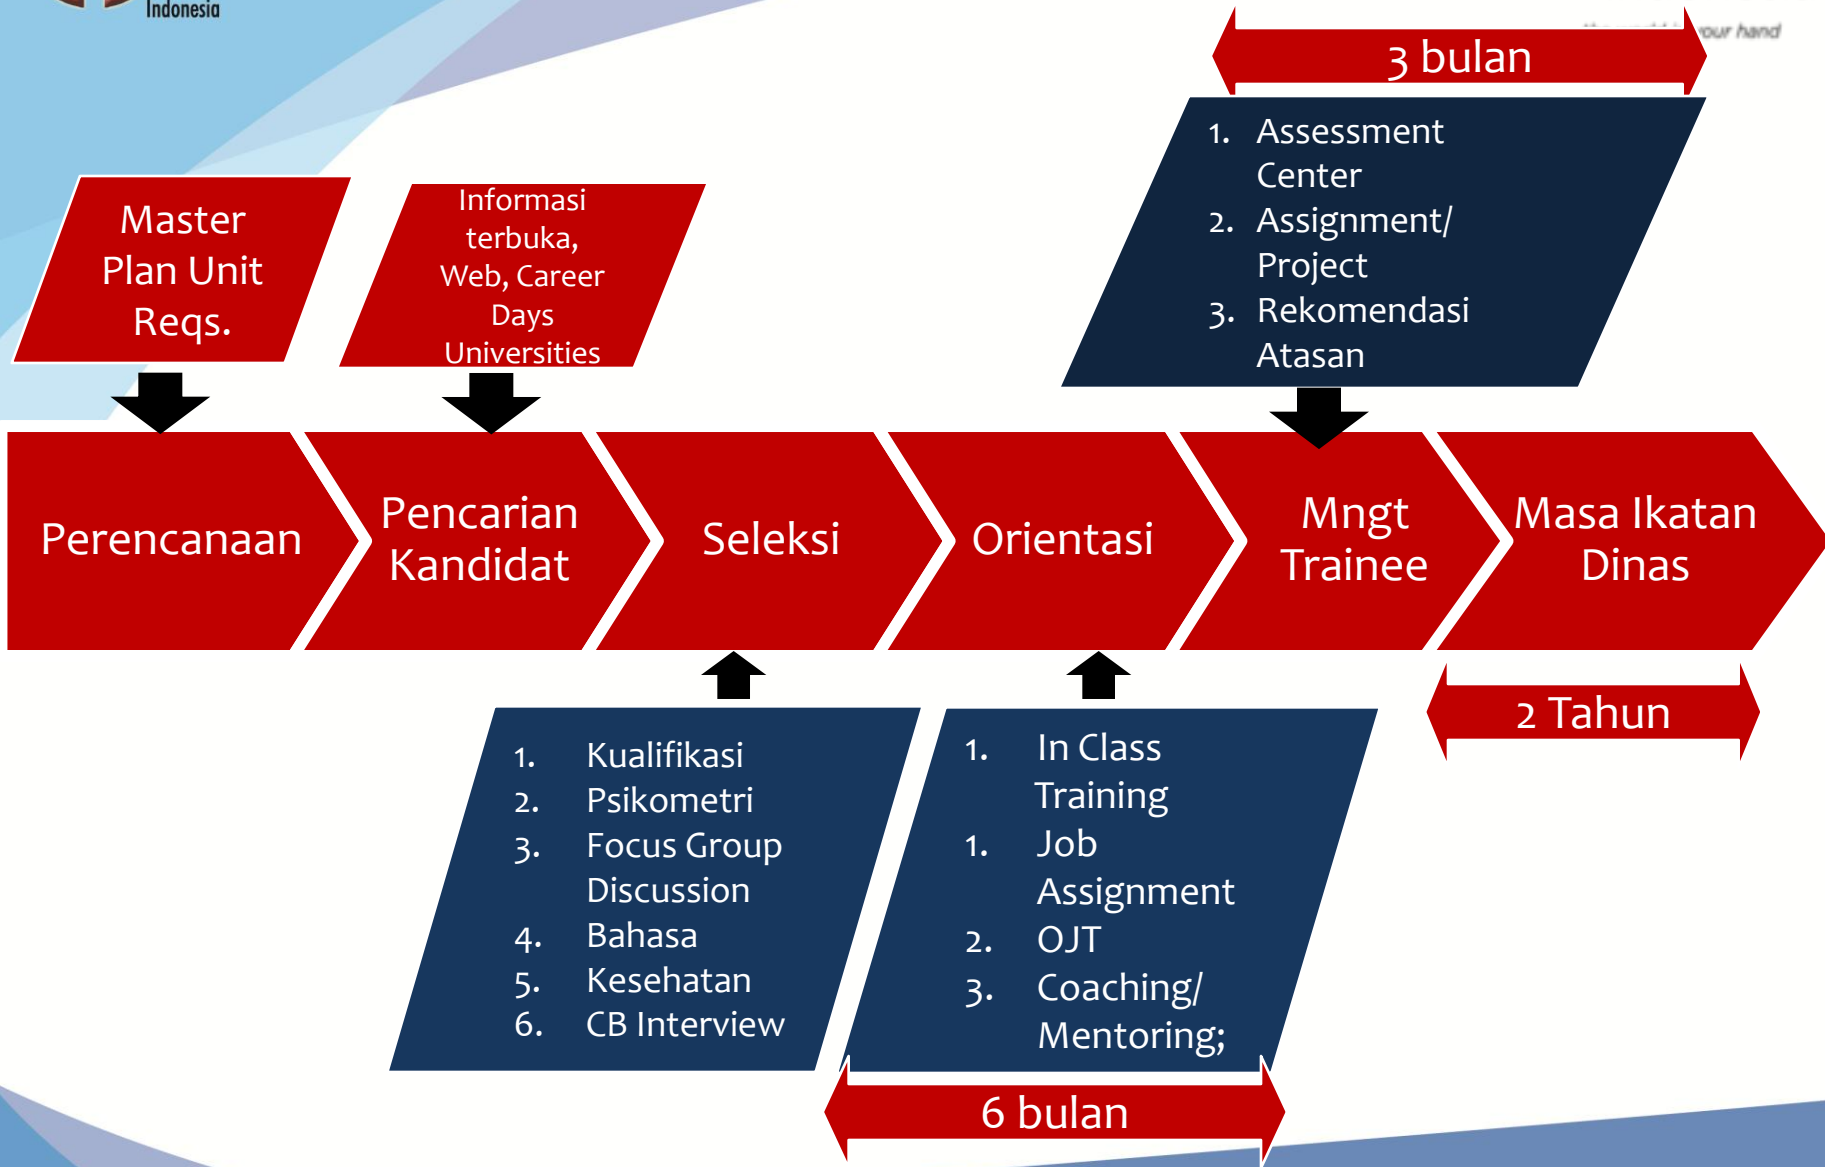 Indonesia
your hand
3 bulan
1. Assessment
Center
2. Assignment/
Project
3. Rekomendasi
Atasan
Master
Plan Unit
Reqs.
Informasi
terbuka,
Web, Career
Days
Universities
Perencanaan
Pencarian
Kandidat
Seleksi
Orientasi
Mngt
Trainee
Masa Ikatan
Dinas
2 Tahun
1. Kualifikasi
2. Psikometri
3. Focus Group
Discussion
4. Bahasa
5. Kesehatan
6. CB Interview
1. In Class
Training
1. Job
Assignment
2. OJT
3. Coaching/
Mentoring;
6 bulan